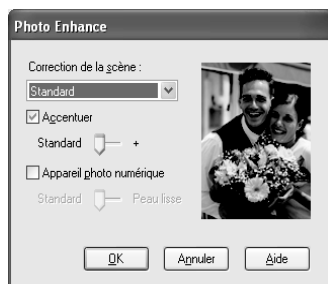 Photo Enhance
Correction de la scène :
Standard
Accentuer
Standard +
Appareil photo numérique
Standard Peau lisse
OK Annuler Aide